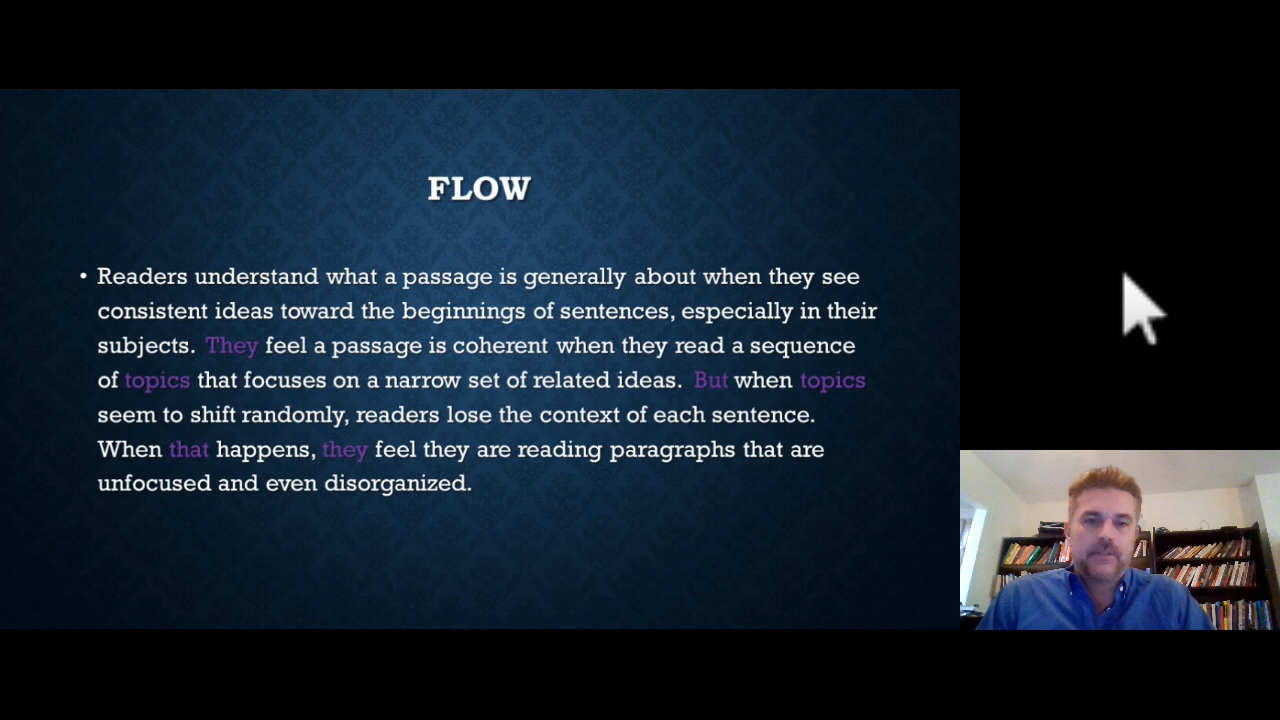 FLOW
• Readers understand what a passage is generally about when they see
consistent ideas toward the beginnings of sentences, especially in their
subjects. They feel a passage is coherent when they read a sequence
of topics that focuses on a narrow set of related ideas. But when topics
seem to shift randomly, readers lose the context of each sentence.
When that happens, they feel they are reading paragraphs that are
unfocused and even disorganized.